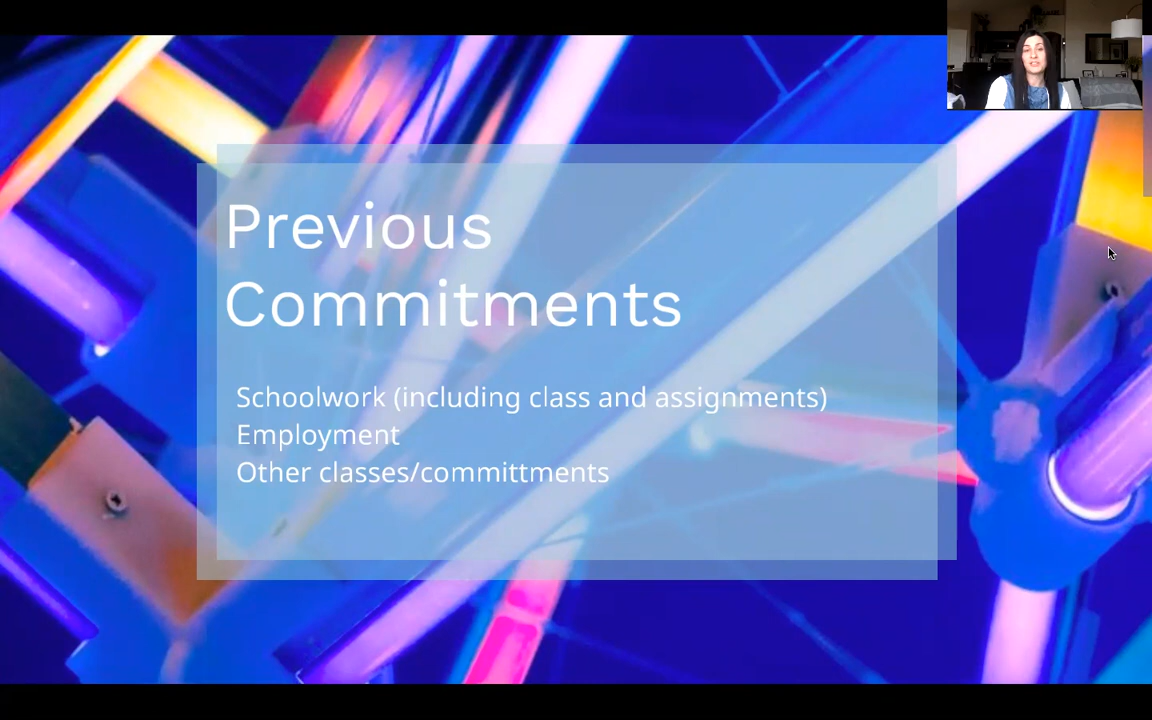 Previous
Commitments
Schoolwork (including class and assignments)
Employment
Other classes/committments